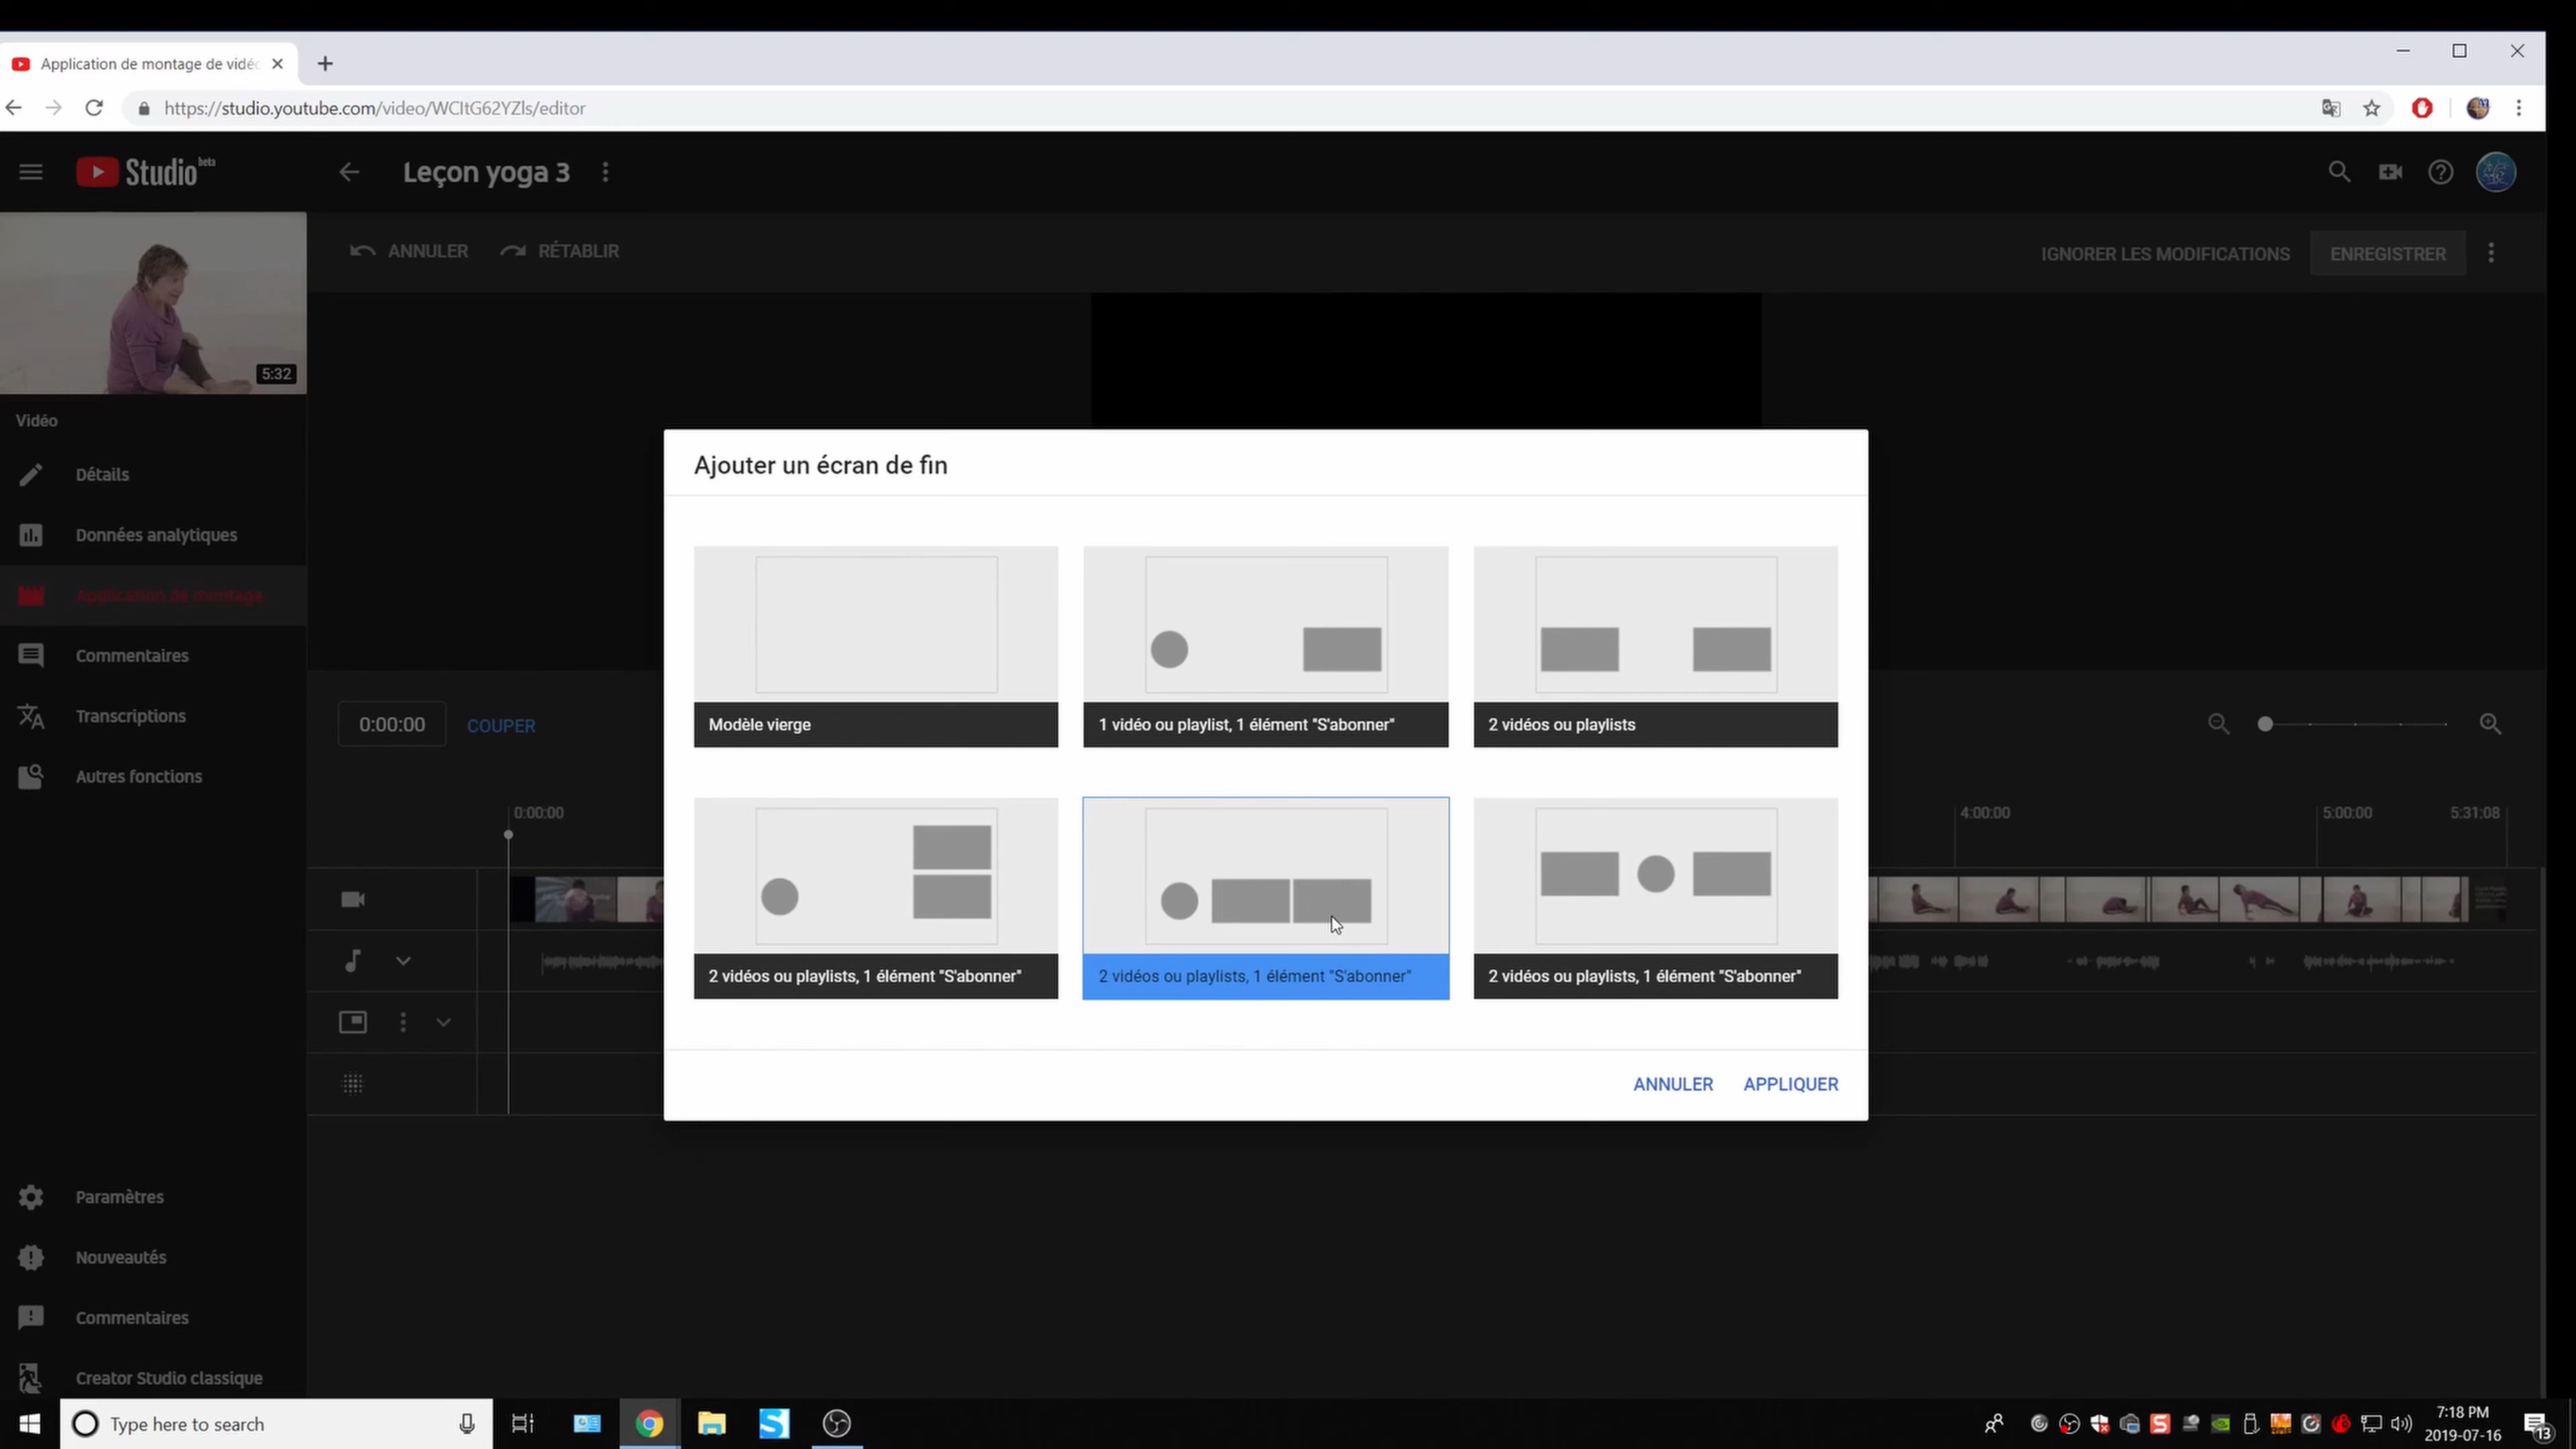 Application de montage de vidéo
https://studio.youtube.com/video/WCItG62YZls/editor
Studio beta
Leçon yoga 3
ANNULER
RÉTABLIR
IGNORER LES MODIFICATIONS
ENREGISTRER
5:32
Vidéo
Détails
Données analytiques
Application de montage
Commentaires
Transcriptions
Autres fonctions
Ajouter un écran de fin
Modèle vierge
1 vidéo ou playlist, 1 élément "S'abonner"
2 vidéos ou playlists
2 vidéos ou playlists, 1 élément "S'abonner"
2 vidéos ou playlists, 1 élément "S'abonner"
2 vidéos ou playlists, 1 élément "S'abonner"
ANNULER
APPLIQUER
0:00:00
COUPER
0:00:00
4:00:00
5:00:00
5:31:08
Paramètres
Nouveautés
Commentaires
Creator Studio classique
Type here to search
7:18 PM
2019-07-16
13